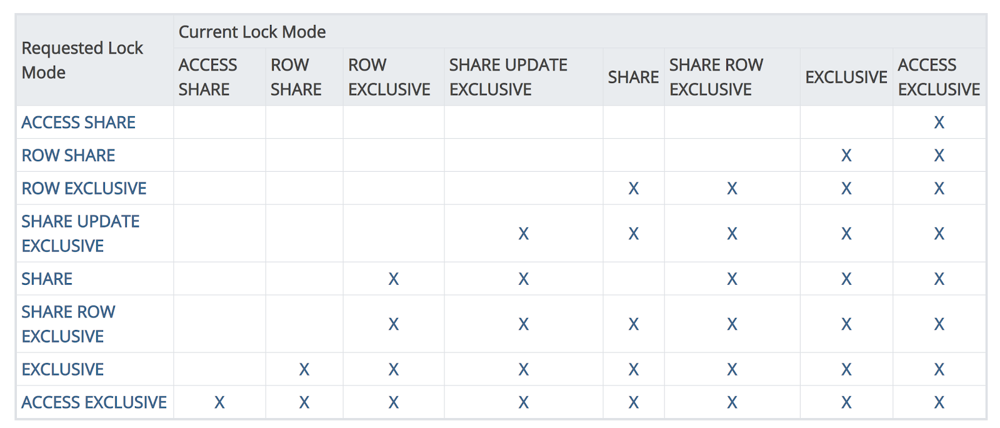 Requested Lock
Mode
Current Lock Mode
ACCESS
SHARE
ROW
SHARE
ROW
EXCLUSIVE
SHARE UPDATE
EXCLUSIVE
SHARE
SHARE ROW
EXCLUSIVE
EXCLUSIVE
ACCESS
EXCLUSIVE
ACCESS SHARE X
ROW SHARE X X
ROW EXCLUSIVE X X X X
SHARE UPDATE
EXCLUSIVE X X X X X
SHARE X X X X X
SHARE ROW
EXCLUSIVE X X X X X X
EXCLUSIVE X X X X X X X
ACCESS EXCLUSIVE X X X X X X X X